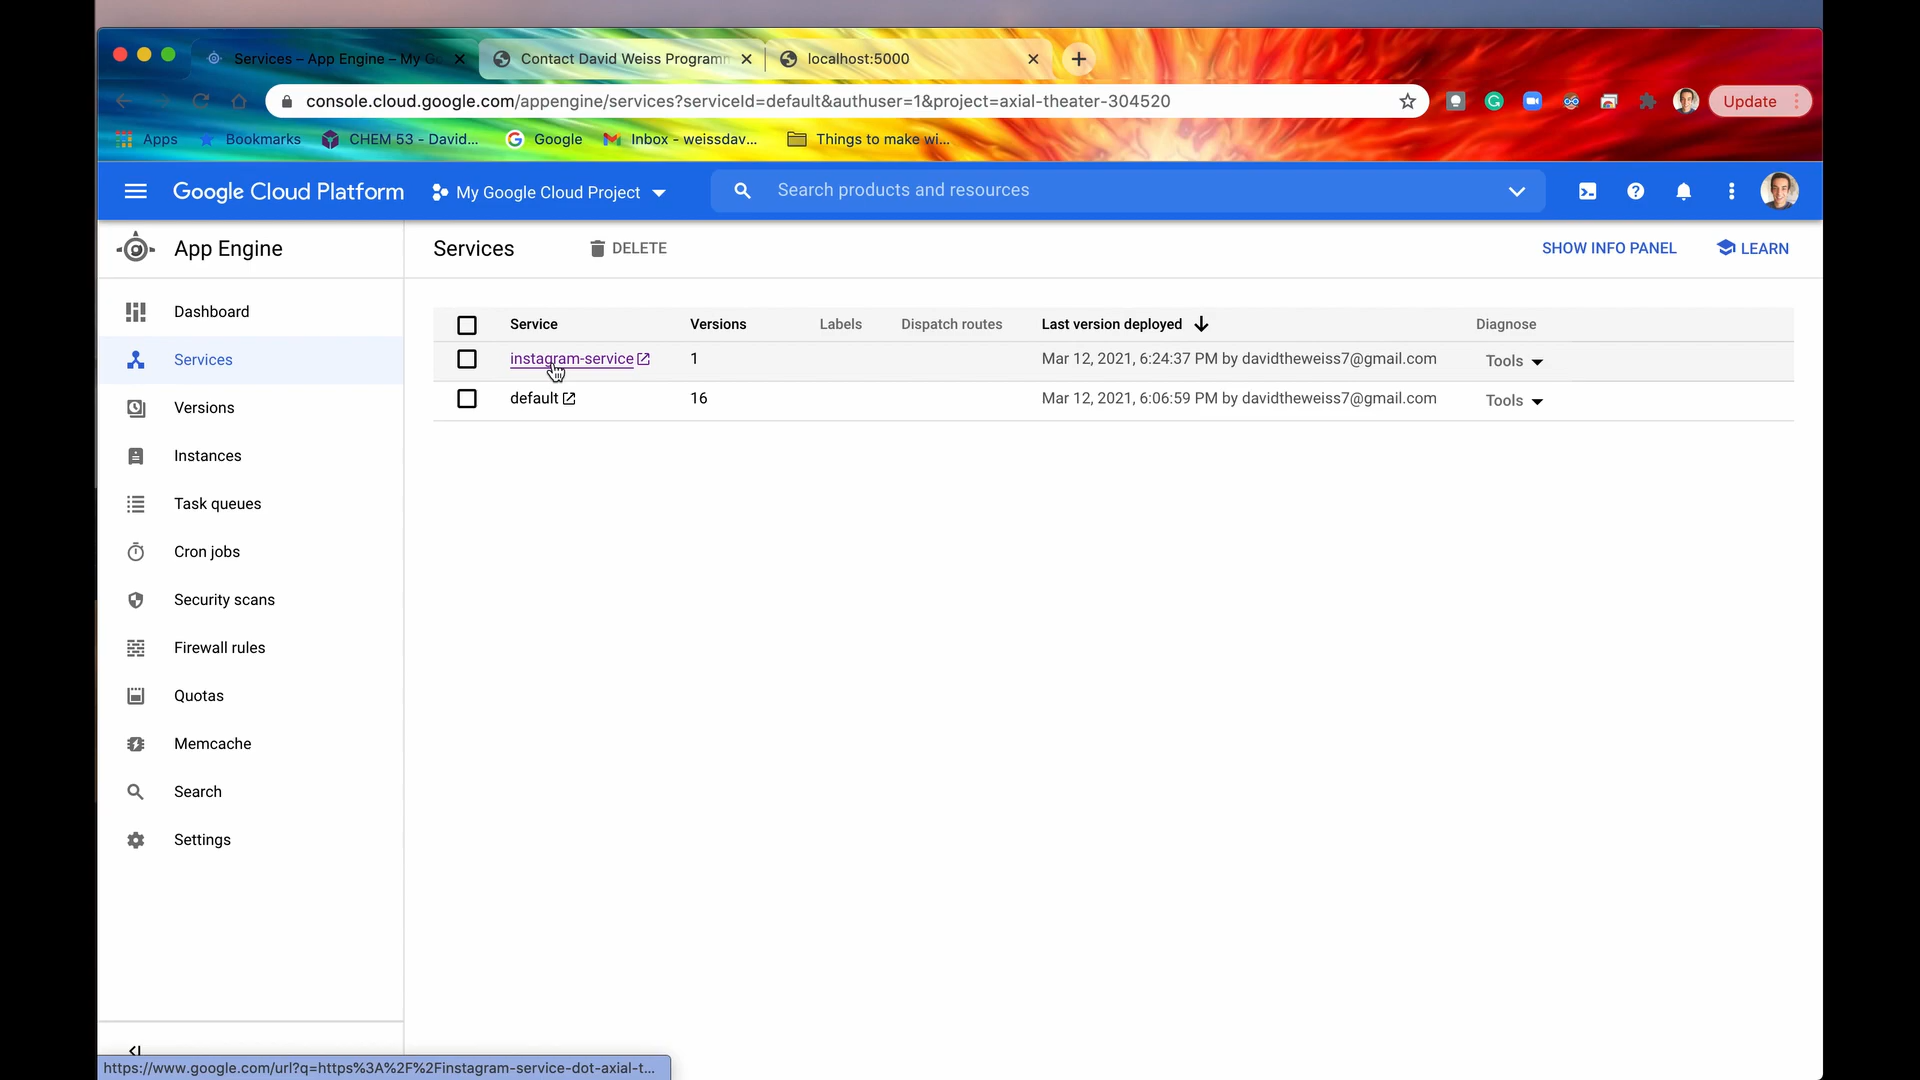 Services – App Engine – My G
Contact David Weiss Programm
localhost:5000
console.cloud.google.com/appengine/services?serviceId=default&authuser=1&project=axial-theater-304520
Update
Apps
Bookmarks
CHEM 53 - David...
Google
Inbox - weissdav...
Things to make wi...
Google Cloud Platform
My Google Cloud Project
Search products and resources
App Engine
Services
DELETE
SHOW INFO PANEL
LEARN
Dashboard
Services
Versions
Instances
Task queues
Cron jobs
Security scans
Firewall rules
Quotas
Memcache
Search
Settings
Service Versions Labels Dispatch routes Last version deployed Diagnose
instagram-service 1 Mar 12, 2021, 6:24:37 PM by davidtheweiss7@gmail.com Tools
default 16 Mar 12, 2021, 6:06:59 PM by davidtheweiss7@gmail.com Tools
https://www.google.com/url?q=https%3A%2F%2Finstagram-service-dot-axial-t...